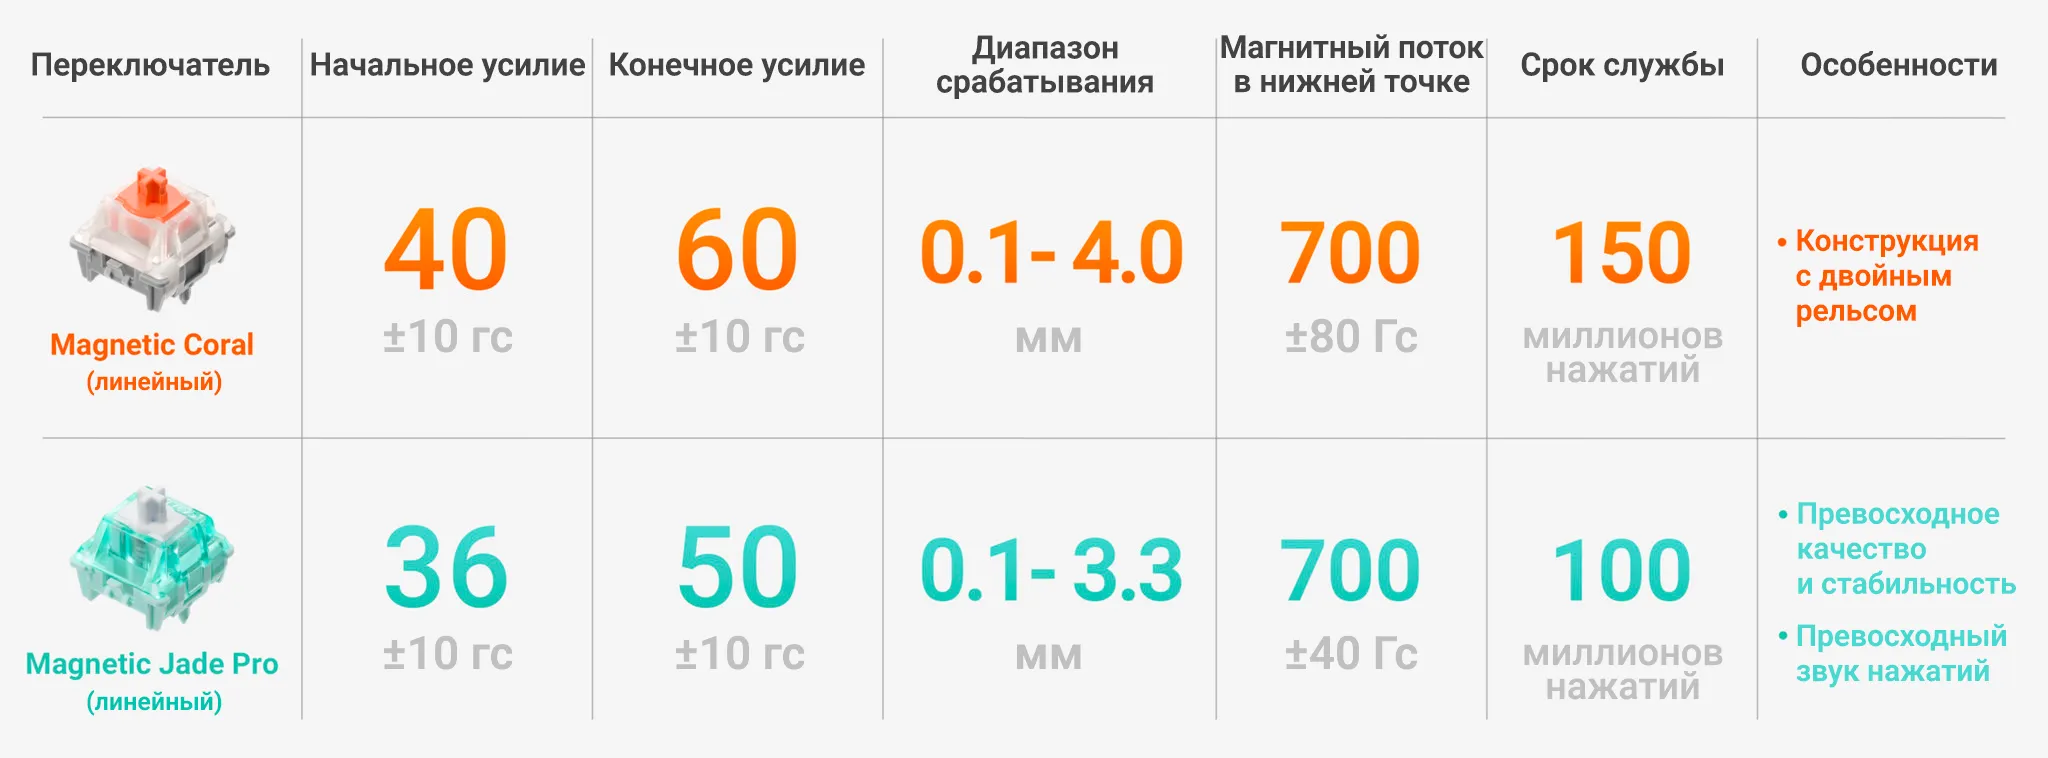 Переключатель
Начальное усилие
Конечное усилие
Диапазон
срабатывания
Магнитный поток
в нижней точке
Срок службы
Особенности
Magnetic Coral
(линейный)
40
±10 гс
60
±10 гс
0.1- 4.0
мм
700
±80 Гс
150
миллионов
нажатий
• Конструкция
с двойным
рельсом
Magnetic Jade Pro
(линейный)
36
±10 гс
50
±10 гс
0.1- 3.3
мм
700
±40 Гс
100
миллионов
нажатий
• Превосходное
качество
и стабильность
• Превосходный
звук нажатий